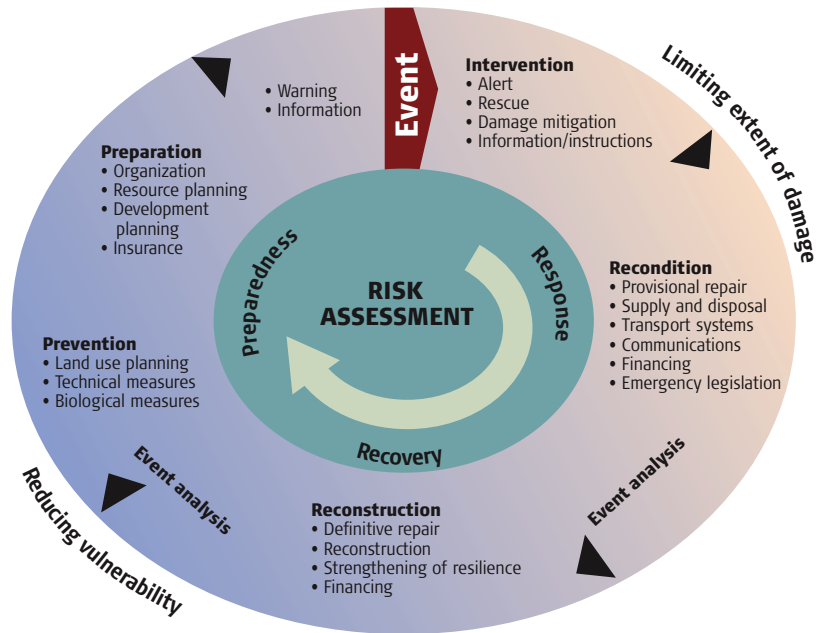 Event
Intervention
• Alert
• Rescue
• Damage mitigation
• Information/instructions
Limiting extent of damage
Recondition
• Provisional repair
• Supply and disposal
• Transport systems
• Communications
• Financing
• Emergency legislation
Event analysis
Reconstruction
• Definitive repair
• Reconstruction
• Strengthening of resilience
• Financing
Event analysis
Reducing vulnerability
Prevention
• Land use planning
• Technical measures
• Biological measures
Preparation
• Organization
• Resource planning
• Development
planning
• Insurance
• Warning
• Information
RISK
ASSESSMENT
Response
Recovery
Preparedness